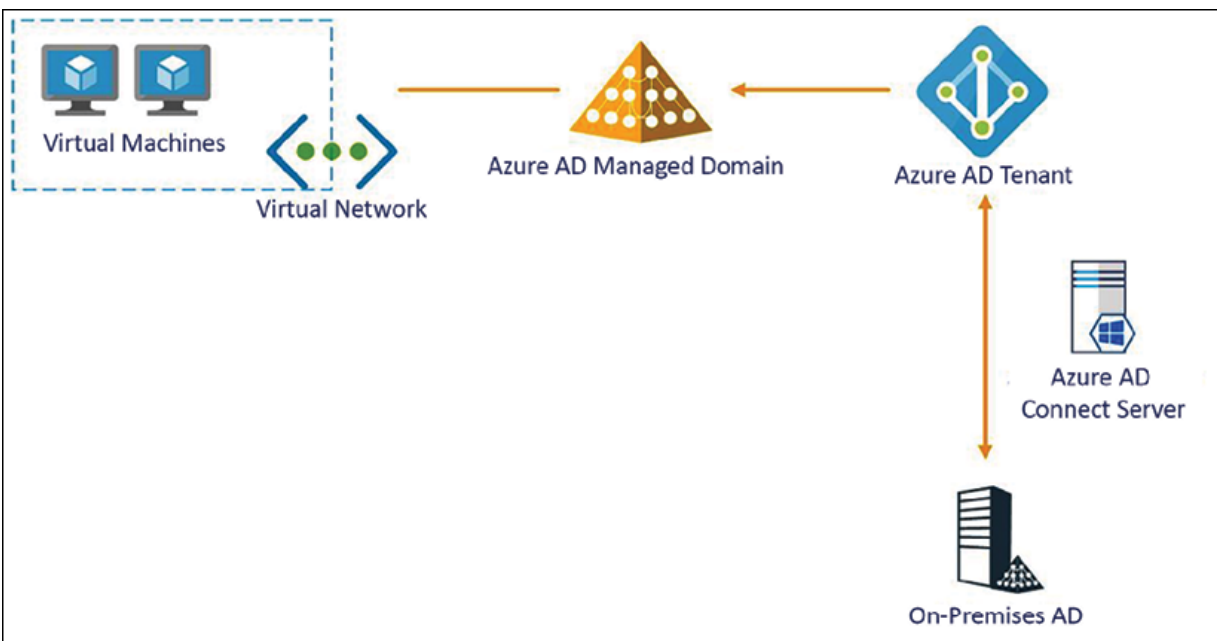 Virtual Machines
Virtual Network
Azure AD Managed Domain
Azure AD Tenant
Azure AD
Connect Server
On-Premises AD